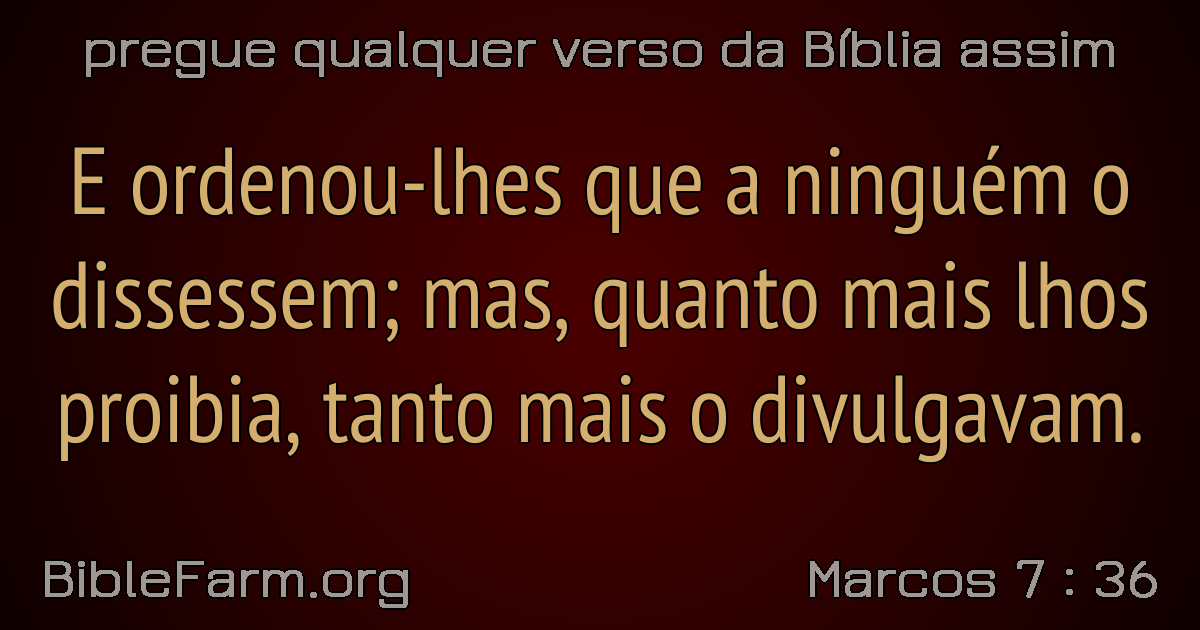 pregue qualquer verso da Bíblia assim
E ordenou-lhes que a ninguém o
dissessem; mas, quanto mais lhos
proibia, tanto mais o divulgavam.
BibleFarm.org
Marcos 7 : 36